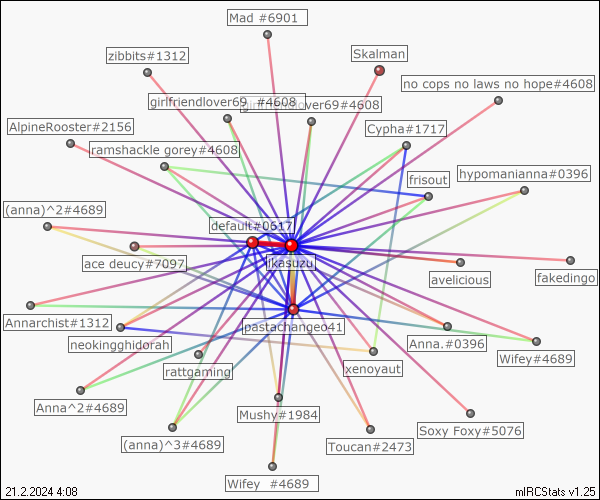 Mad #6901
Skalman
zibbits#1312
no cops no laws no hope#4608
girlfriendlover69 #4608
girlfriendlover69#4608
AlpineRooster#2156
Cypha#1717
ramshackle gorey#4608
frisout
hypomanianna#0396
(anna)^2#4689
default#0617
ace deucy#7097
ikasuzu
avelicious
fakedingo
Annarchist#1312
pastachangeo41
neokingghidorah
Anna.#0396
Wifey#4689
rattgaming
xenoyaut
Anna^2#4689
Mushy#1984
Soxy Foxy#5076
(anna)^3#4689
Toucan#2473
Wifey #4689
21.2.2024 4:08
mIRCStats v1.25